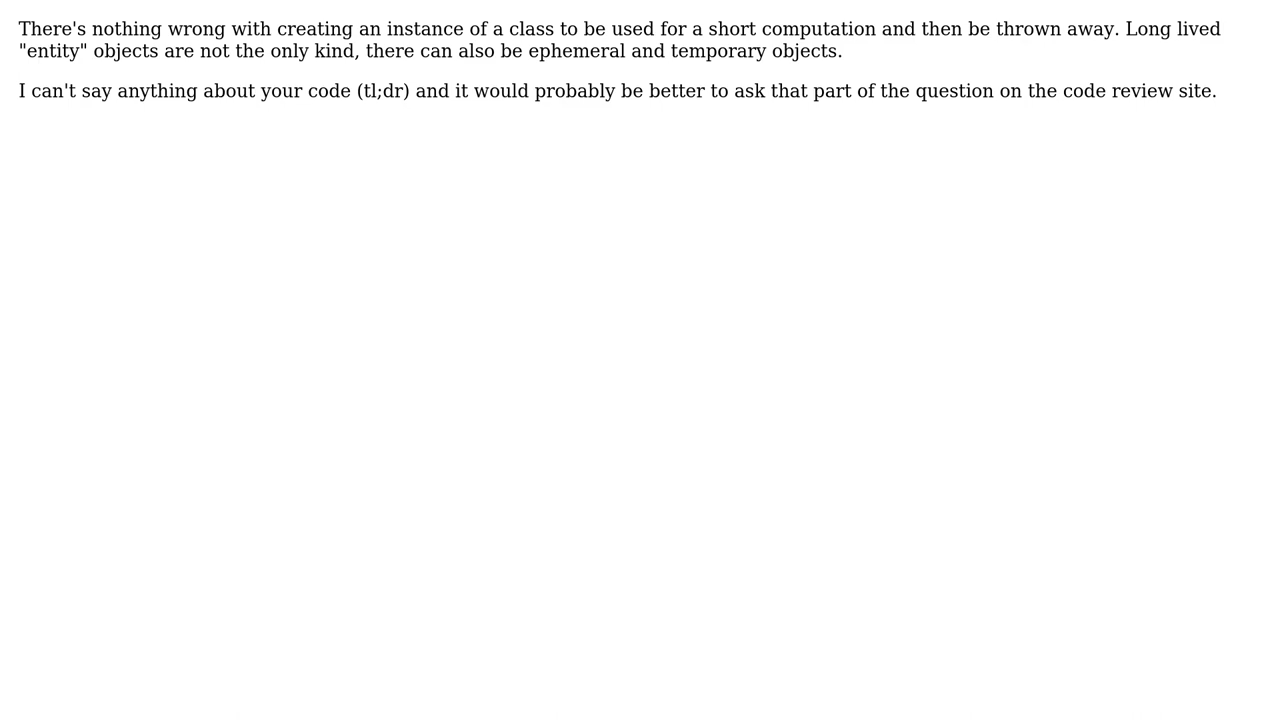 There's nothing wrong with creating an instance of a class to be used for a short computation and then be thrown away. Long lived
"entity" objects are not the only kind, there can also be ephemeral and temporary objects.
I can't say anything about your code (tl;dr) and it would probably be better to ask that part of the question on the code review site.